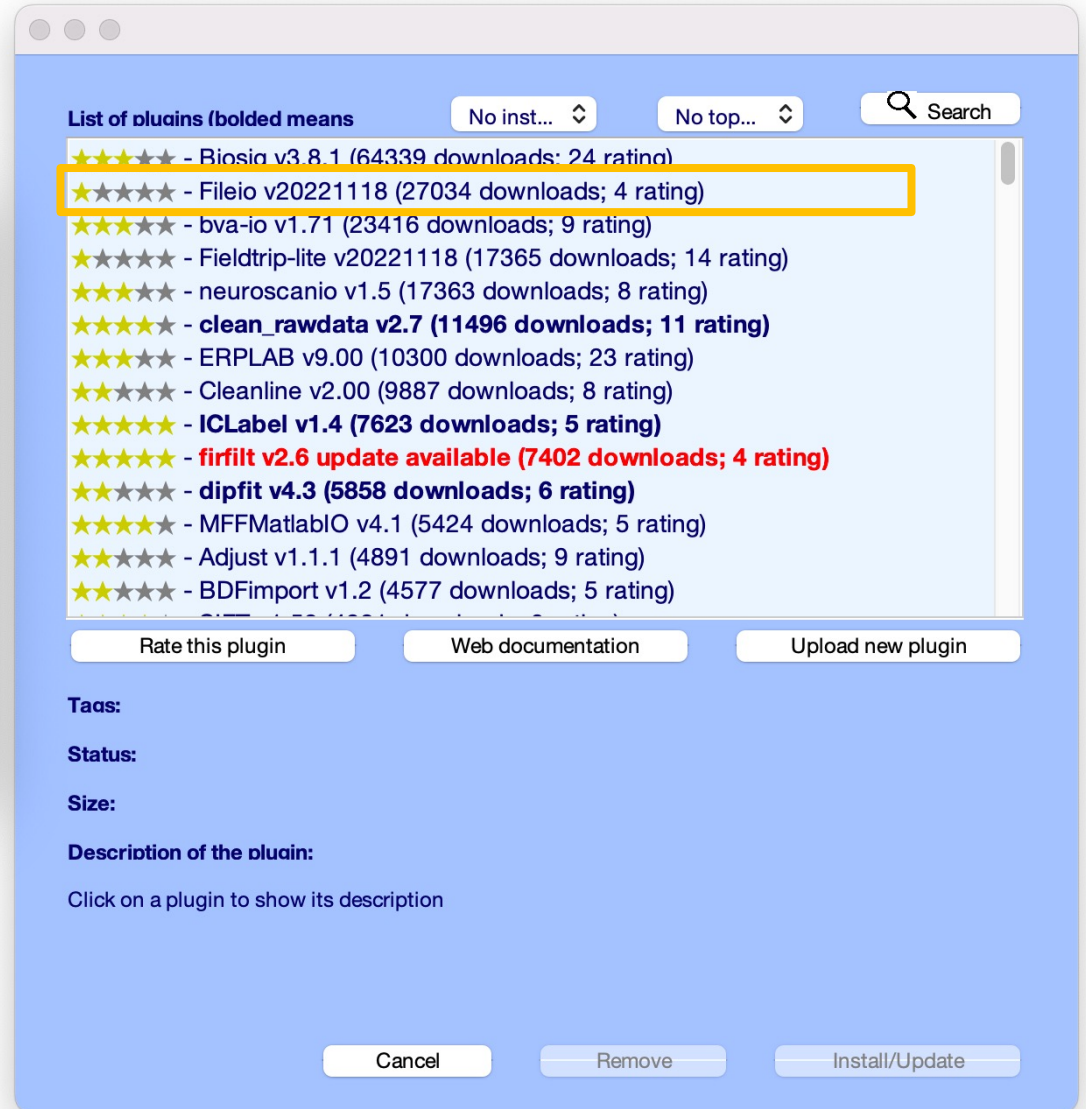 List of plugins (bolded means
No inst...
No top...
Search
★★★★★ - Biosig v3.8.1 (64339 downloads; 24 rating)
★★★★★ - Fileio v20221118 (27034 downloads; 4 rating)
★★★★★ - bva-io v1.71 (23416 downloads; 9 rating)
★★★★★ - Fieldtrip-lite v20221118 (17365 downloads; 14 rating)
★★★★★ - neuroscanio v1.5 (17363 downloads; 8 rating)
★★★★★ - clean_rawdata v2.7 (11496 downloads; 11 rating)
★★★★★ - ERPLAB v9.00 (10300 downloads; 23 rating)
★★★★★ - Cleanline v2.00 (9887 downloads; 8 rating)
★★★★★ - ICLabel v1.4 (7623 downloads; 5 rating)
★★★★★ - firfilt v2.6 update available (7402 downloads; 4 rating)
★★★★★ - dipfit v4.3 (5858 downloads; 6 rating)
★★★★★ - MFFMatlabIO v4.1 (5424 downloads; 5 rating)
★★★★★ - Adjust v1.1.1 (4891 downloads; 9 rating)
★★★★★ - BDFimport v1.2 (4577 downloads; 5 rating)
Rate this plugin
Web documentation
Upload new plugin
Tags:
Status:
Size:
Description of the plugin:
Click on a plugin to show its description
Cancel
Remove
Install/Update